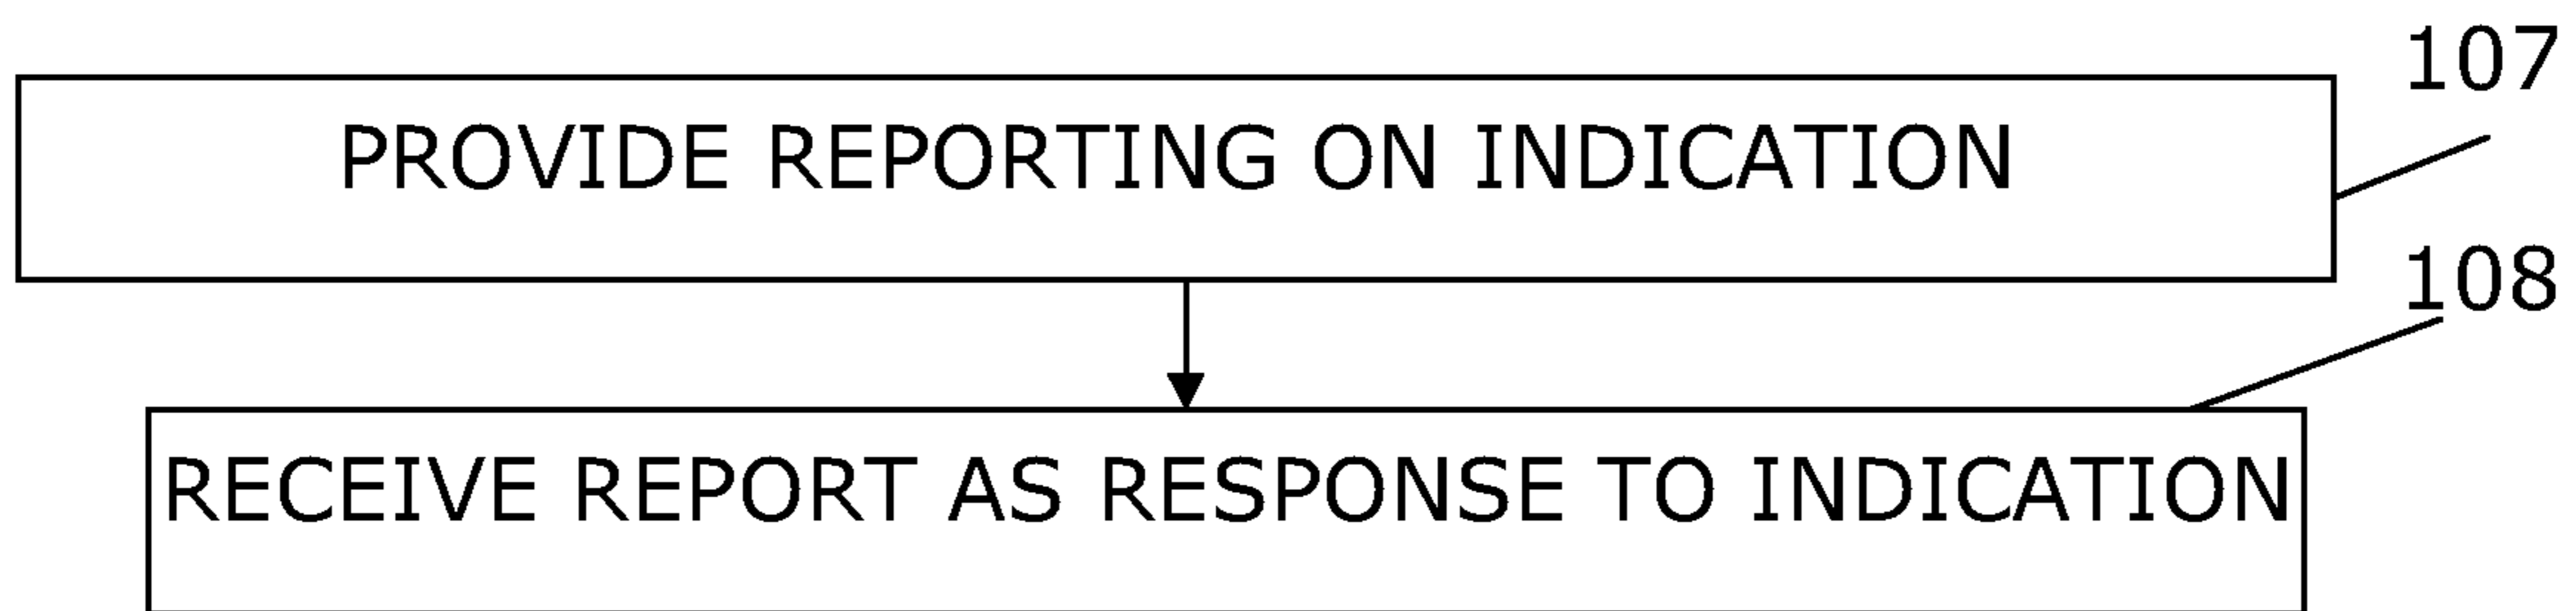 107
PROVIDE REPORTING ON INDICATION
108
RECEIVE REPORT AS RESPONSE TO INDICATION